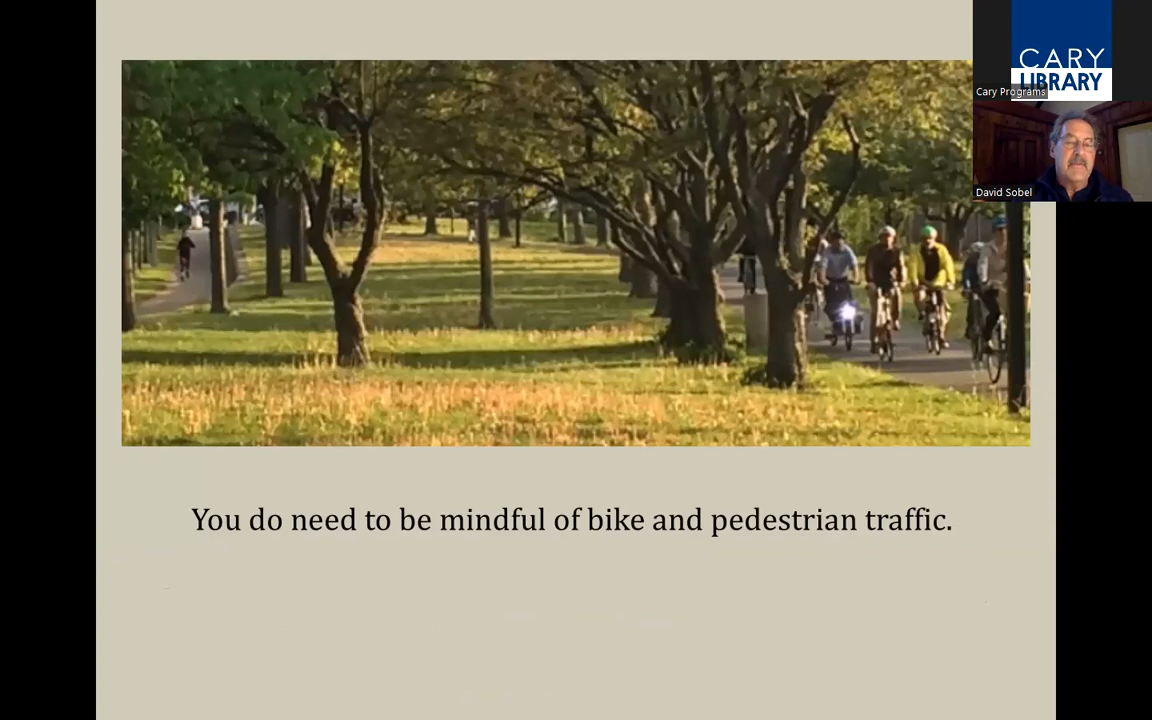 CARY
LIBRARY
Cary Programs
David Sobel
You do need to be mindful of bike and pedestrian traffic.